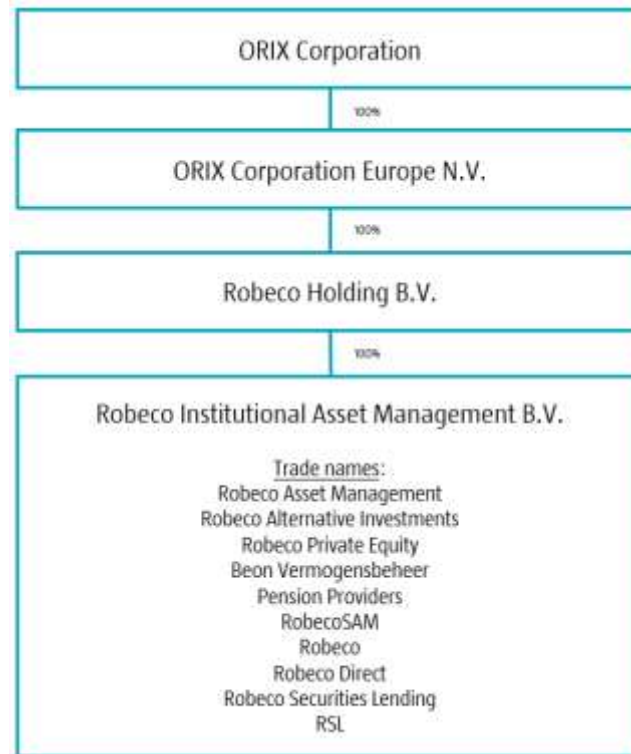 ORIX Corporation
100%
ORIX Corporation Europe N.V.
100%
Robeco Holding B.V.
100%
Robeco Institutional Asset Management B.V.
Trade names:
Robeco Asset Management
Robeco Alternative Investments
Robeco Private Equity
Beon Vermogensbeheer
Pension Providers
RobecoSAM
Robeco
Robeco Direct
Robeco Securities Lending
RSL